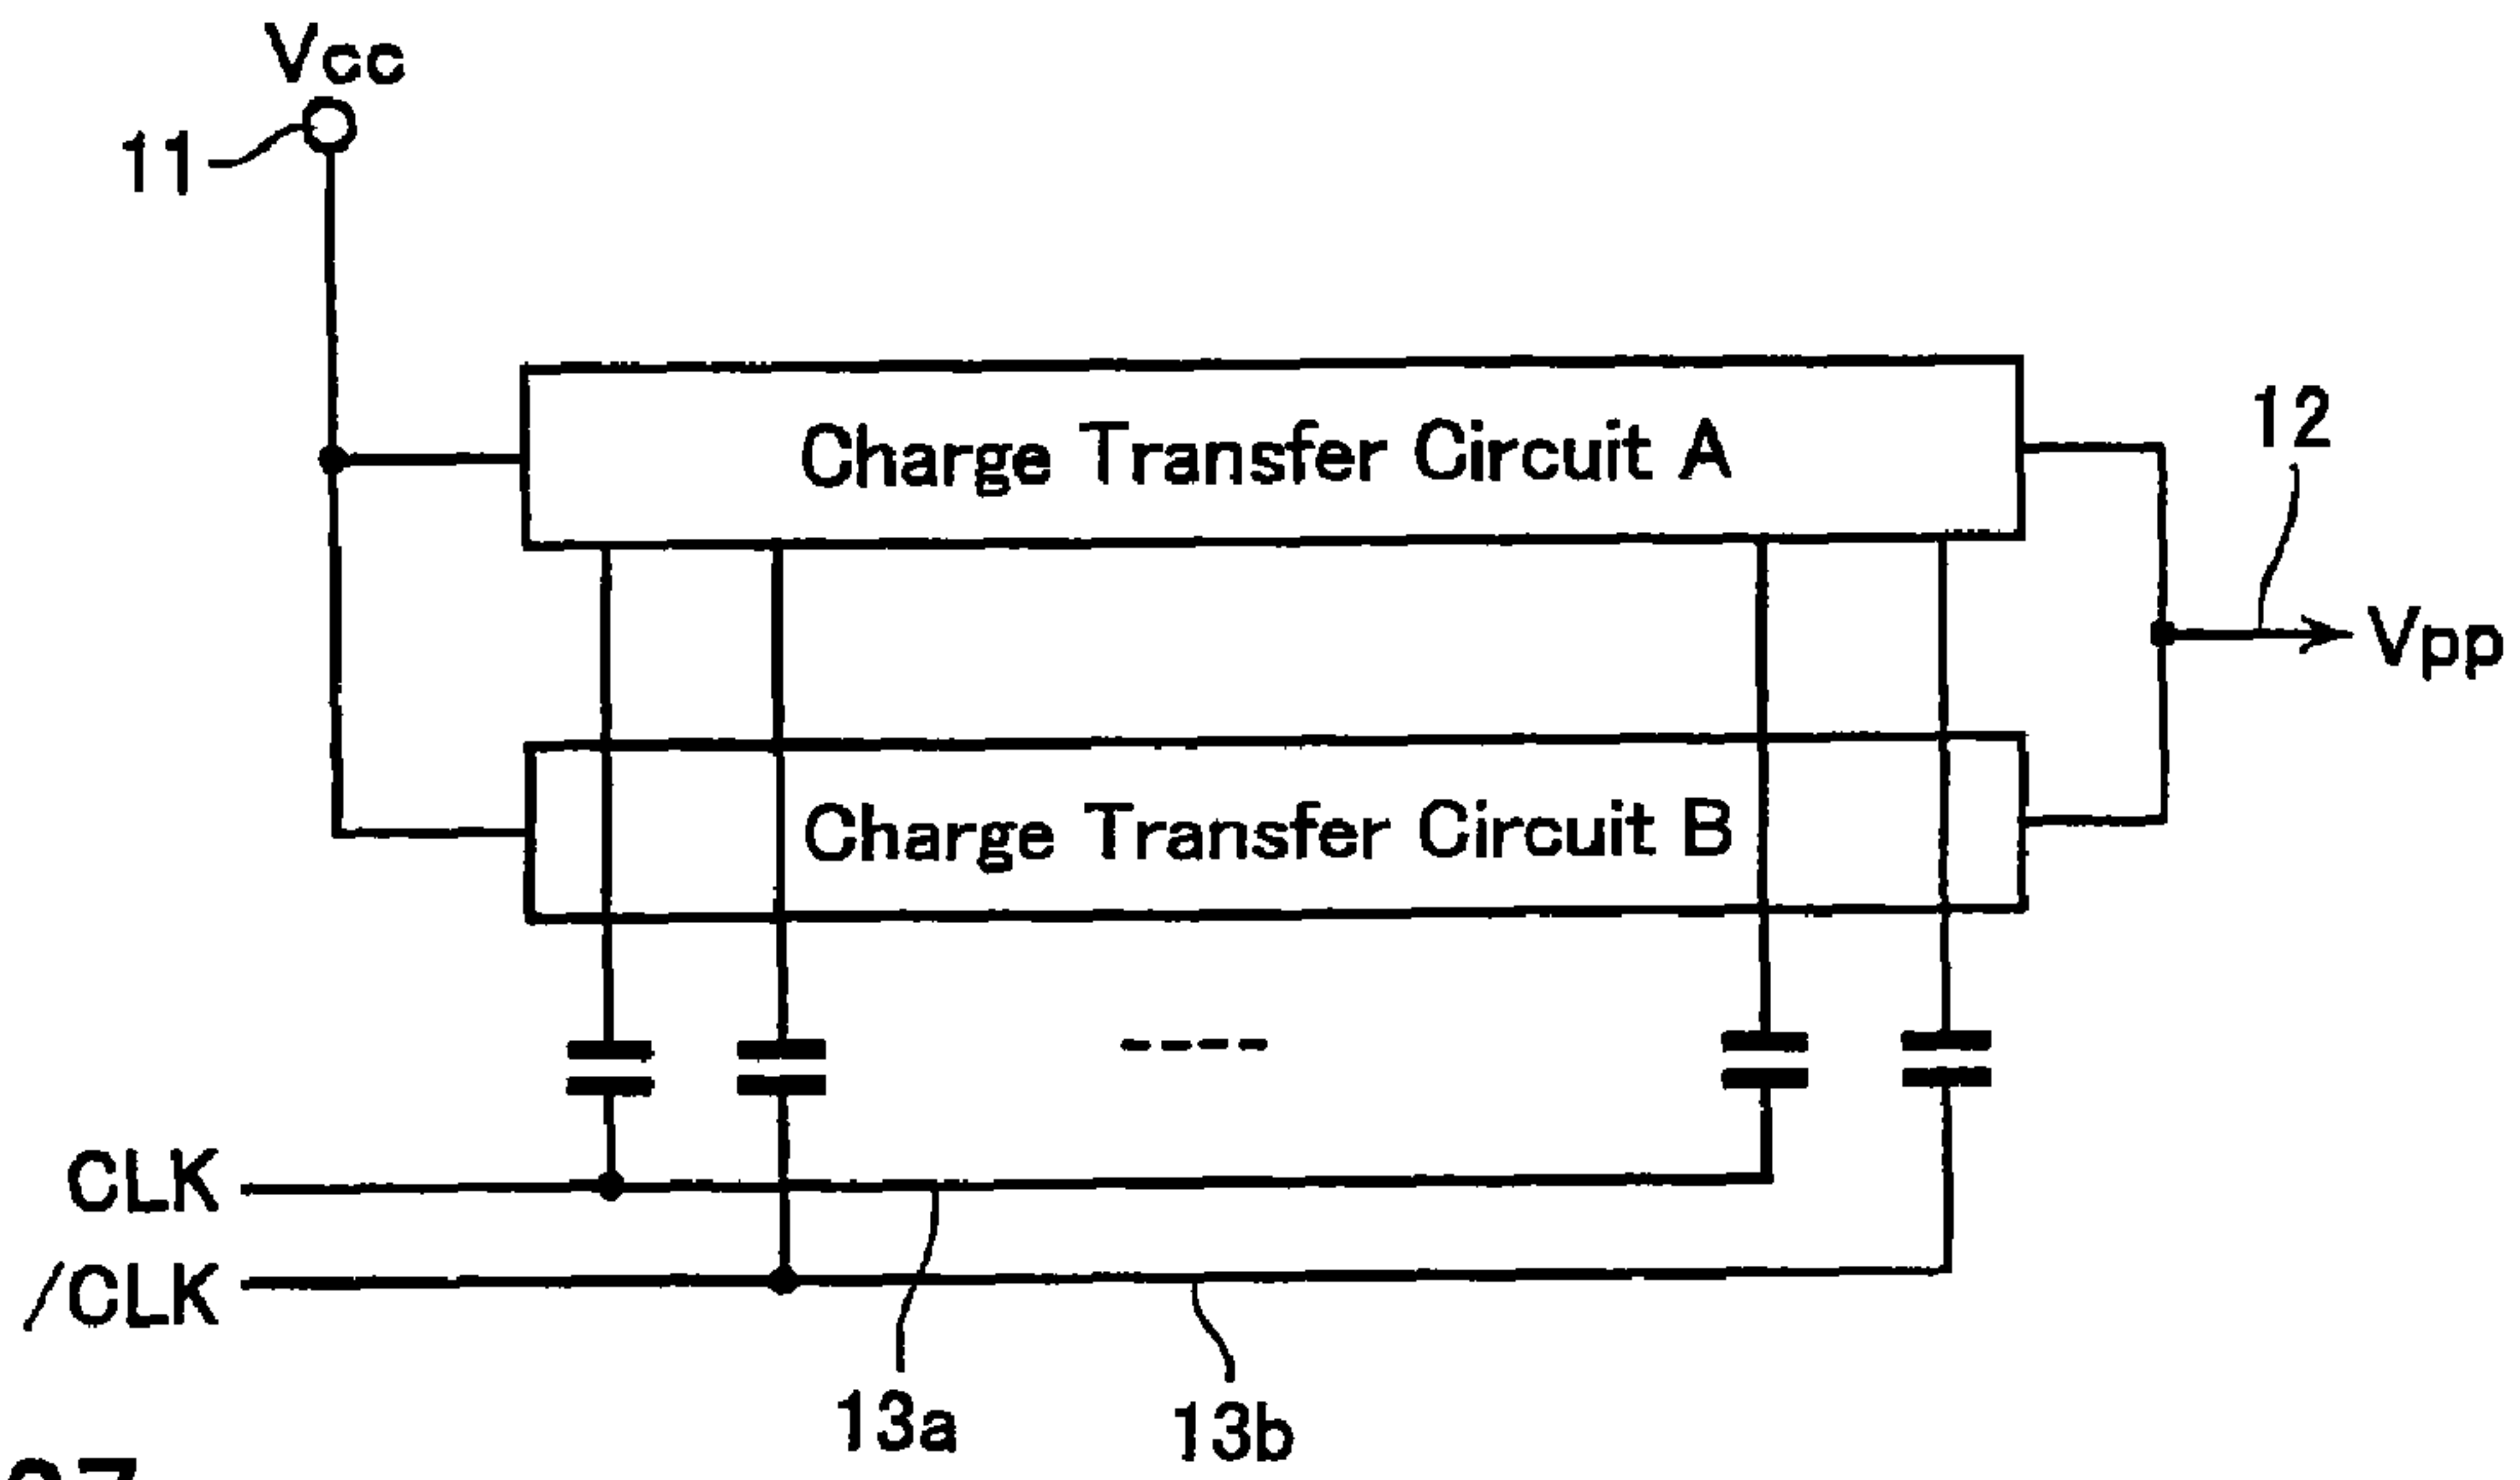 Vcc
11
Charge Transfer Circuit A
12
Vpp
Charge Transfer Circuit B
CLK
/CLK
13a
13b